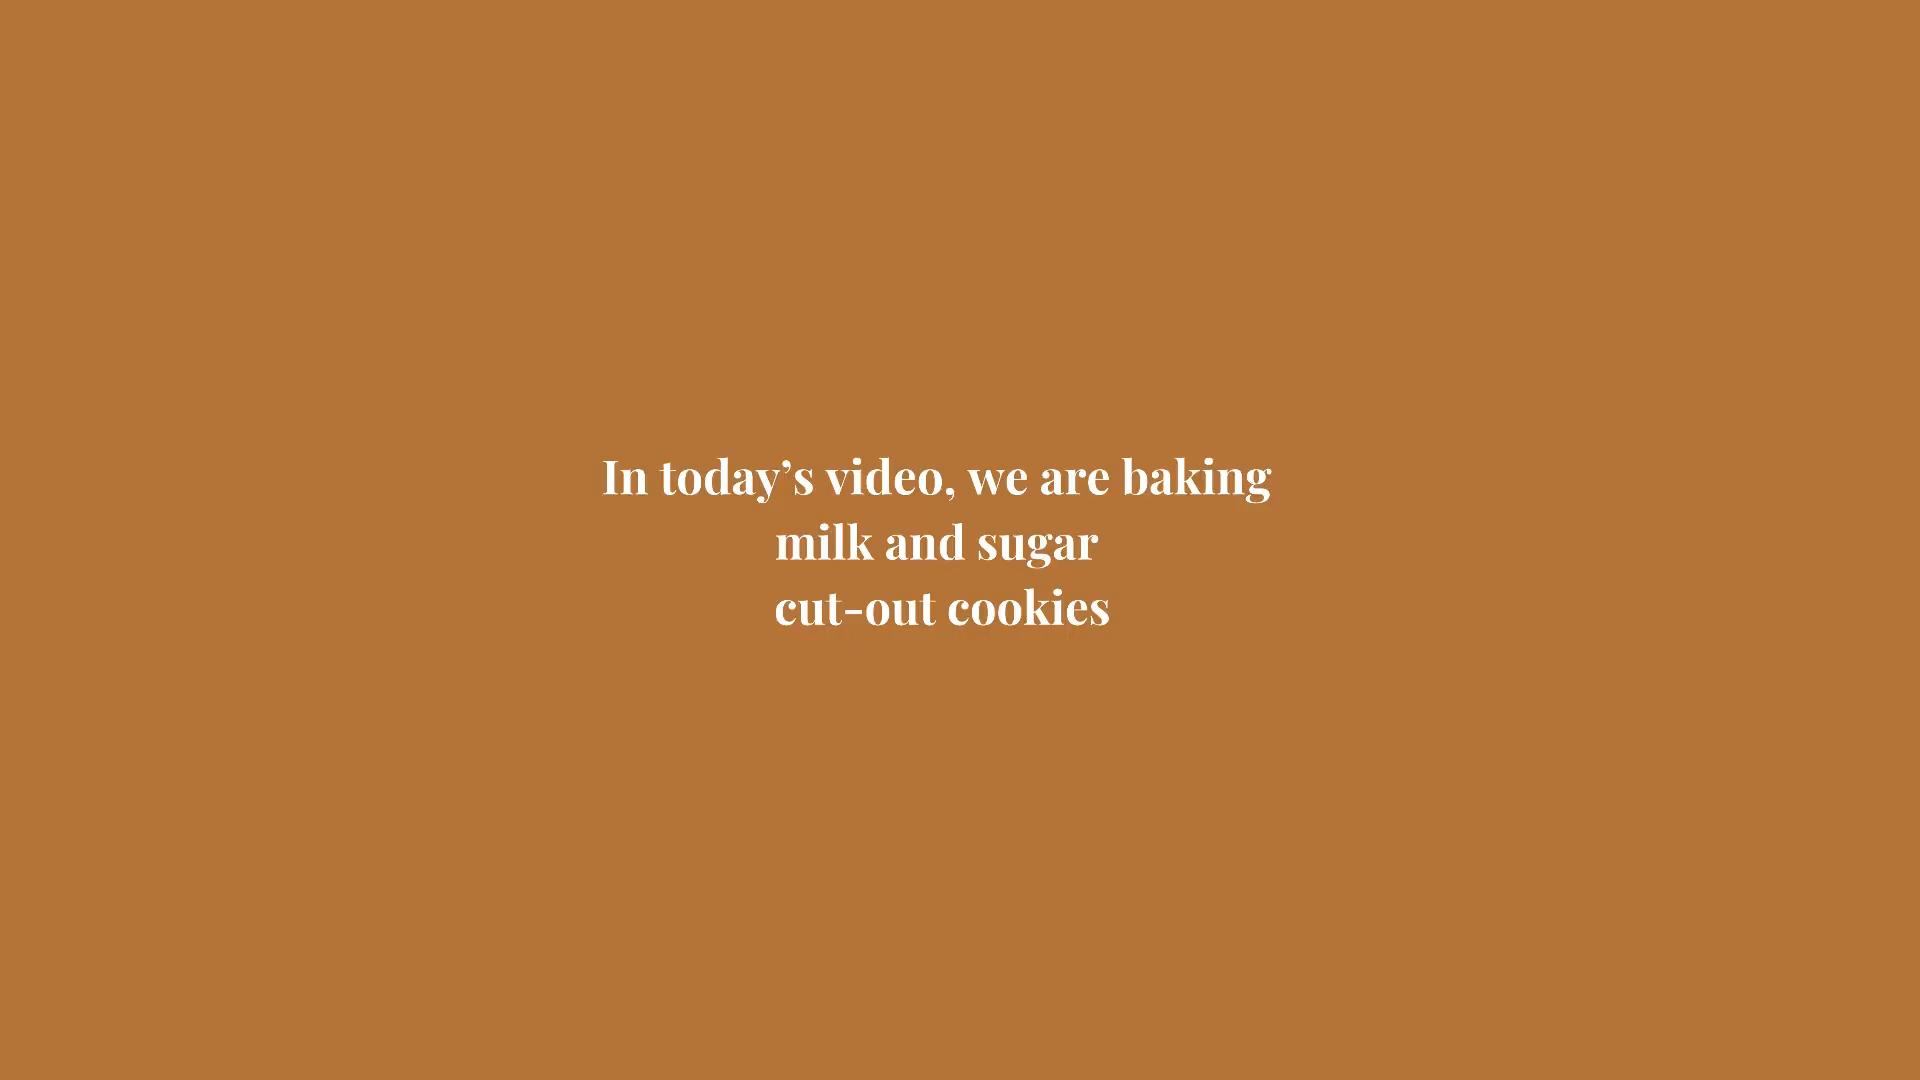 In today’s video, we are baking
milk and sugar
cut-out cookies